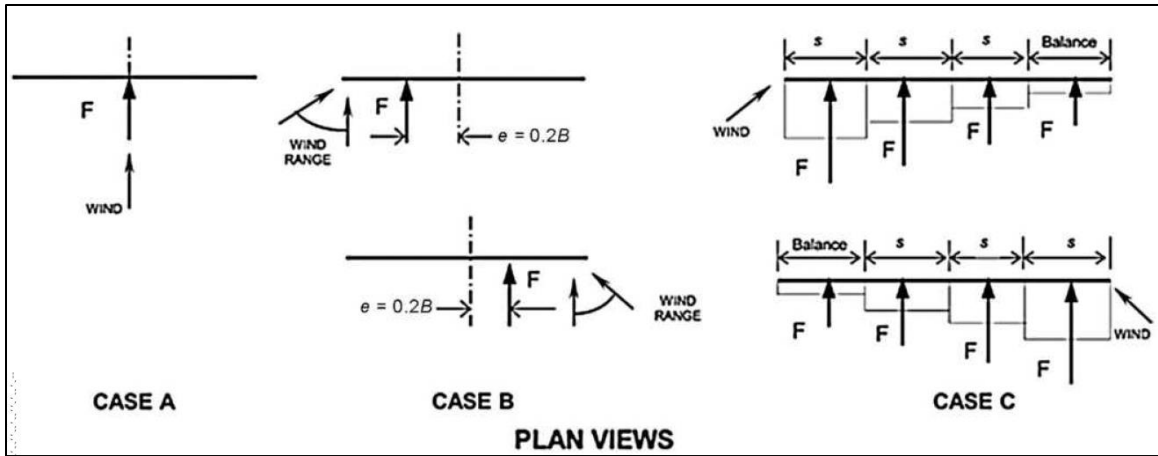 F
WIND
CASE A
F
WIND
RANGE
e = 0.2B
F
e = 0.2B
WIND
RANGE
CASE B
s s s Balance
WIND
F F F F
Balance s s s
F F F F
WIND
CASE C
PLAN VIEWS